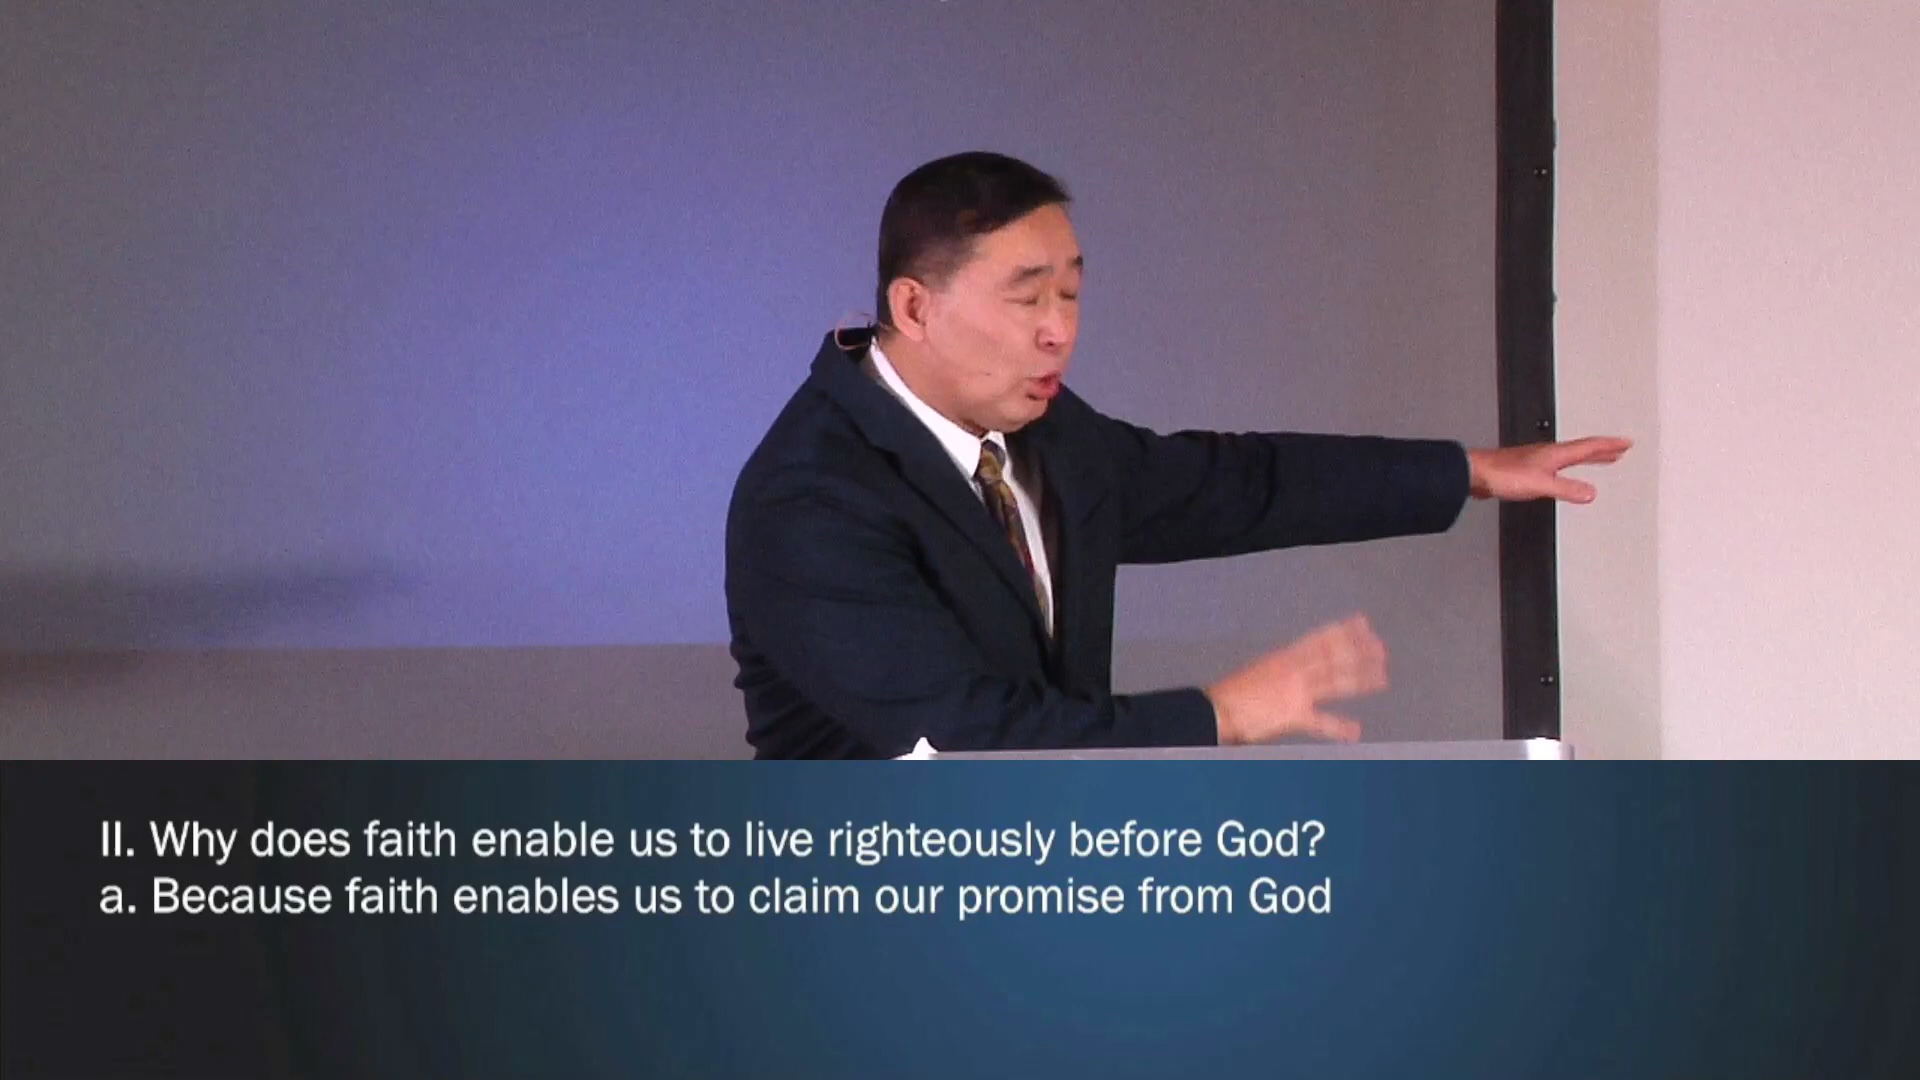 II. Why does faith enable us to live righteously before God?
a. Because faith enables us to claim our promise from God